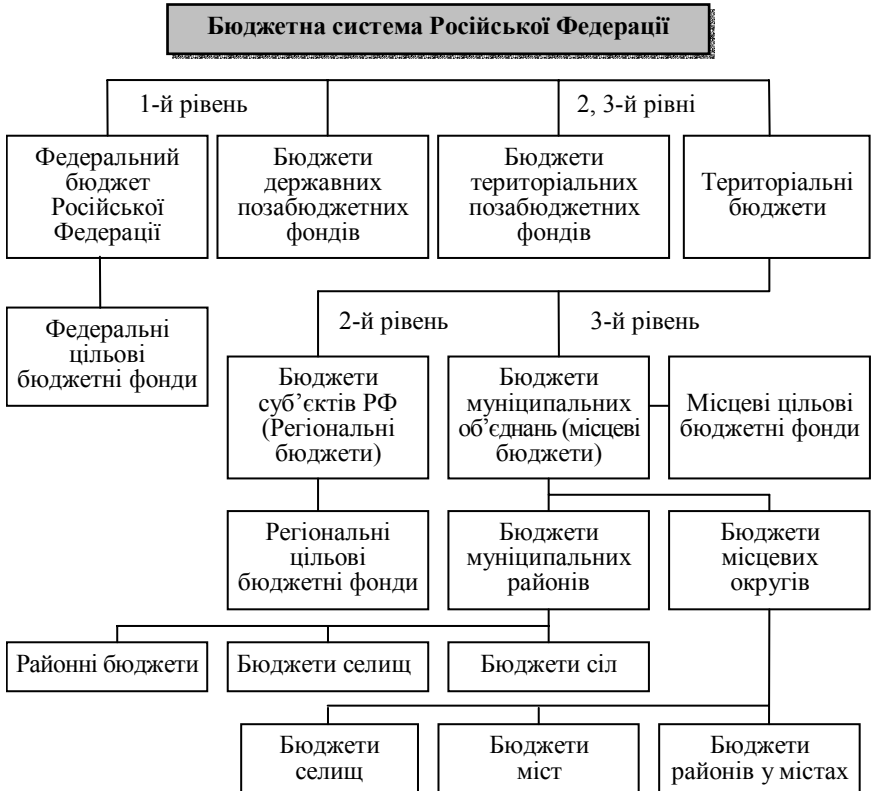 Бюджетна система Російської Федерації
1-й рівень
2, 3-й рівні
Федеральний
бюджет
Російської
Федерації
Бюджети
державних
позабюджетних
фондів
Бюджети
територіальних
позабюджетних
фондів
Територіальні
бюджети
Федеральні
цільові
бюджетні фонди
2-й рівень
3-й рівень
Бюджети
суб’єктів РФ
(Регіональні
бюджети)
Бюджети
муніципальних
об’єднань (місцеві
бюджети)
Місцеві цільові
бюджетні фонди
Регіональні
цільові
бюджетні фонди
Бюджети
муніципальних
районів
Бюджети
місцевих
округів
Районні бюджети
Бюджети селищ
Бюджети сіл
Бюджети
селищ
Бюджети
міст
Бюджети
районів у містах